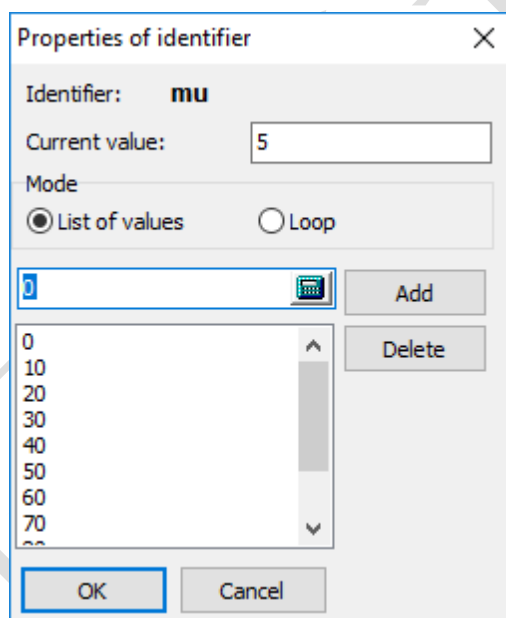 Properties of identifier
Identifier: mu
Current value: 5
Mode
List of values Loop
0 Add
Delete
0
10
20
30
40
50
60
70
OK Cancel